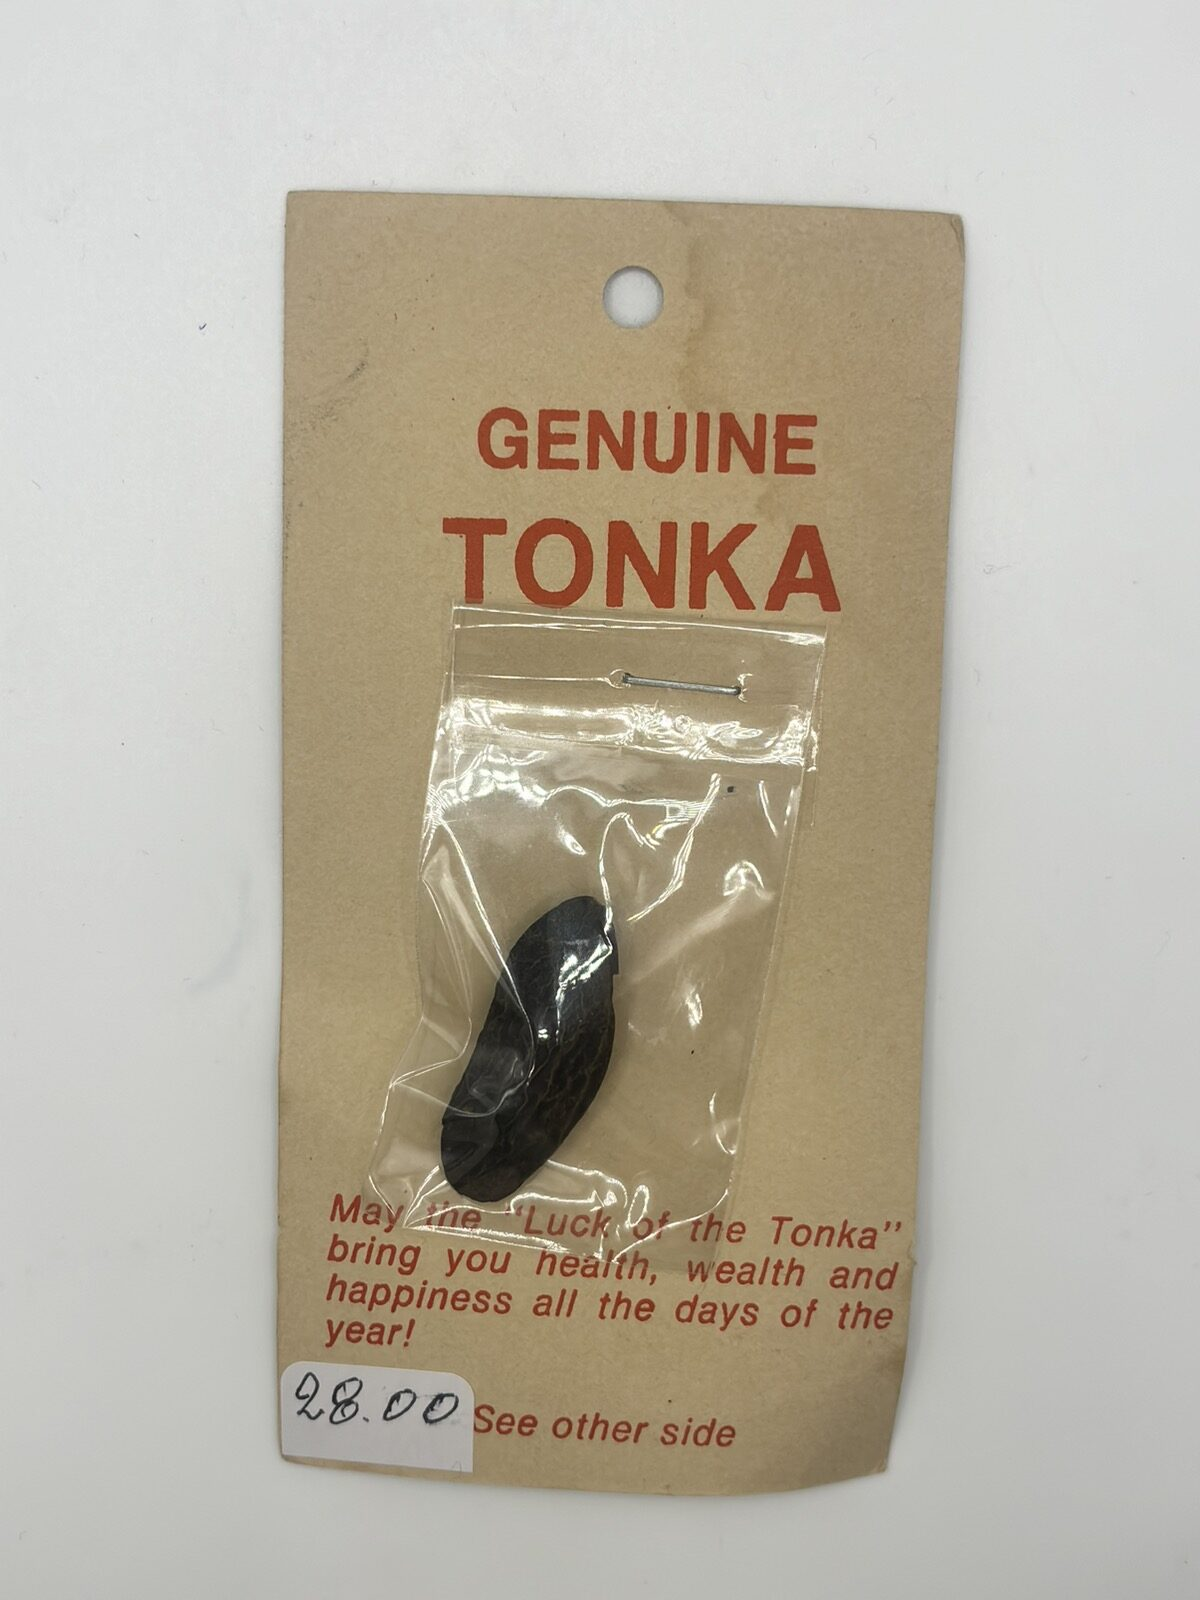 GENUINE
TONKA
May the "Luck of the Tonka"
bring you health, wealth and
happiness all the days of the
year!
28.00
See other side